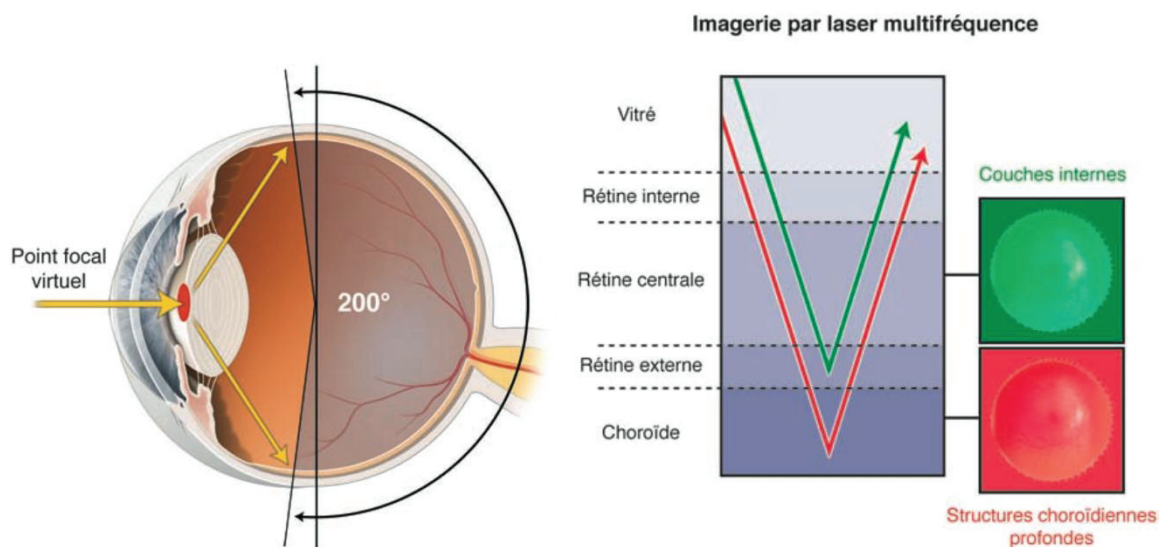 Imagerie par laser multifréquence
Point focal
virtuel
200°
Vitré
Rétine interne
Rétine centrale
Rétine externe
Choroïde
Couches internes
Structures choroïdiennes
profondes